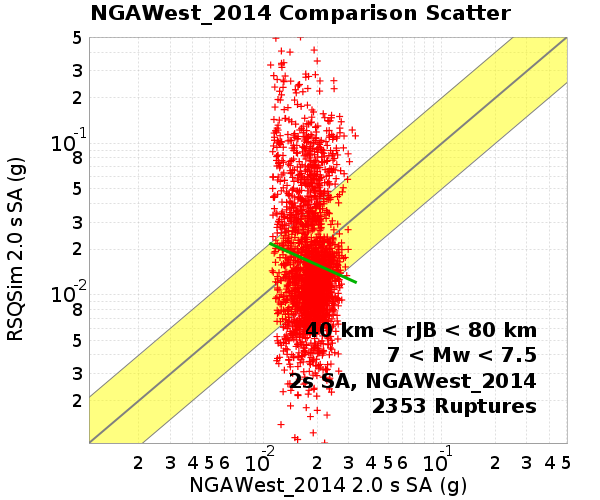 NGAWest_2014 Comparison Scatter
RSQSim 2.0 s SA (g)
5
3
2
10-1
8
5
3
2
10-2
8
5
3
2
40 km < rJB < 80 km
7 < Mw < 7.5
2s SA, NGAWest_2014
2353 Ruptures
2 3 4 5 6 10-2 2 3 4 5 6 8 10-1 2 3 4 5
NGAWest_2014 2.0 s SA (g)